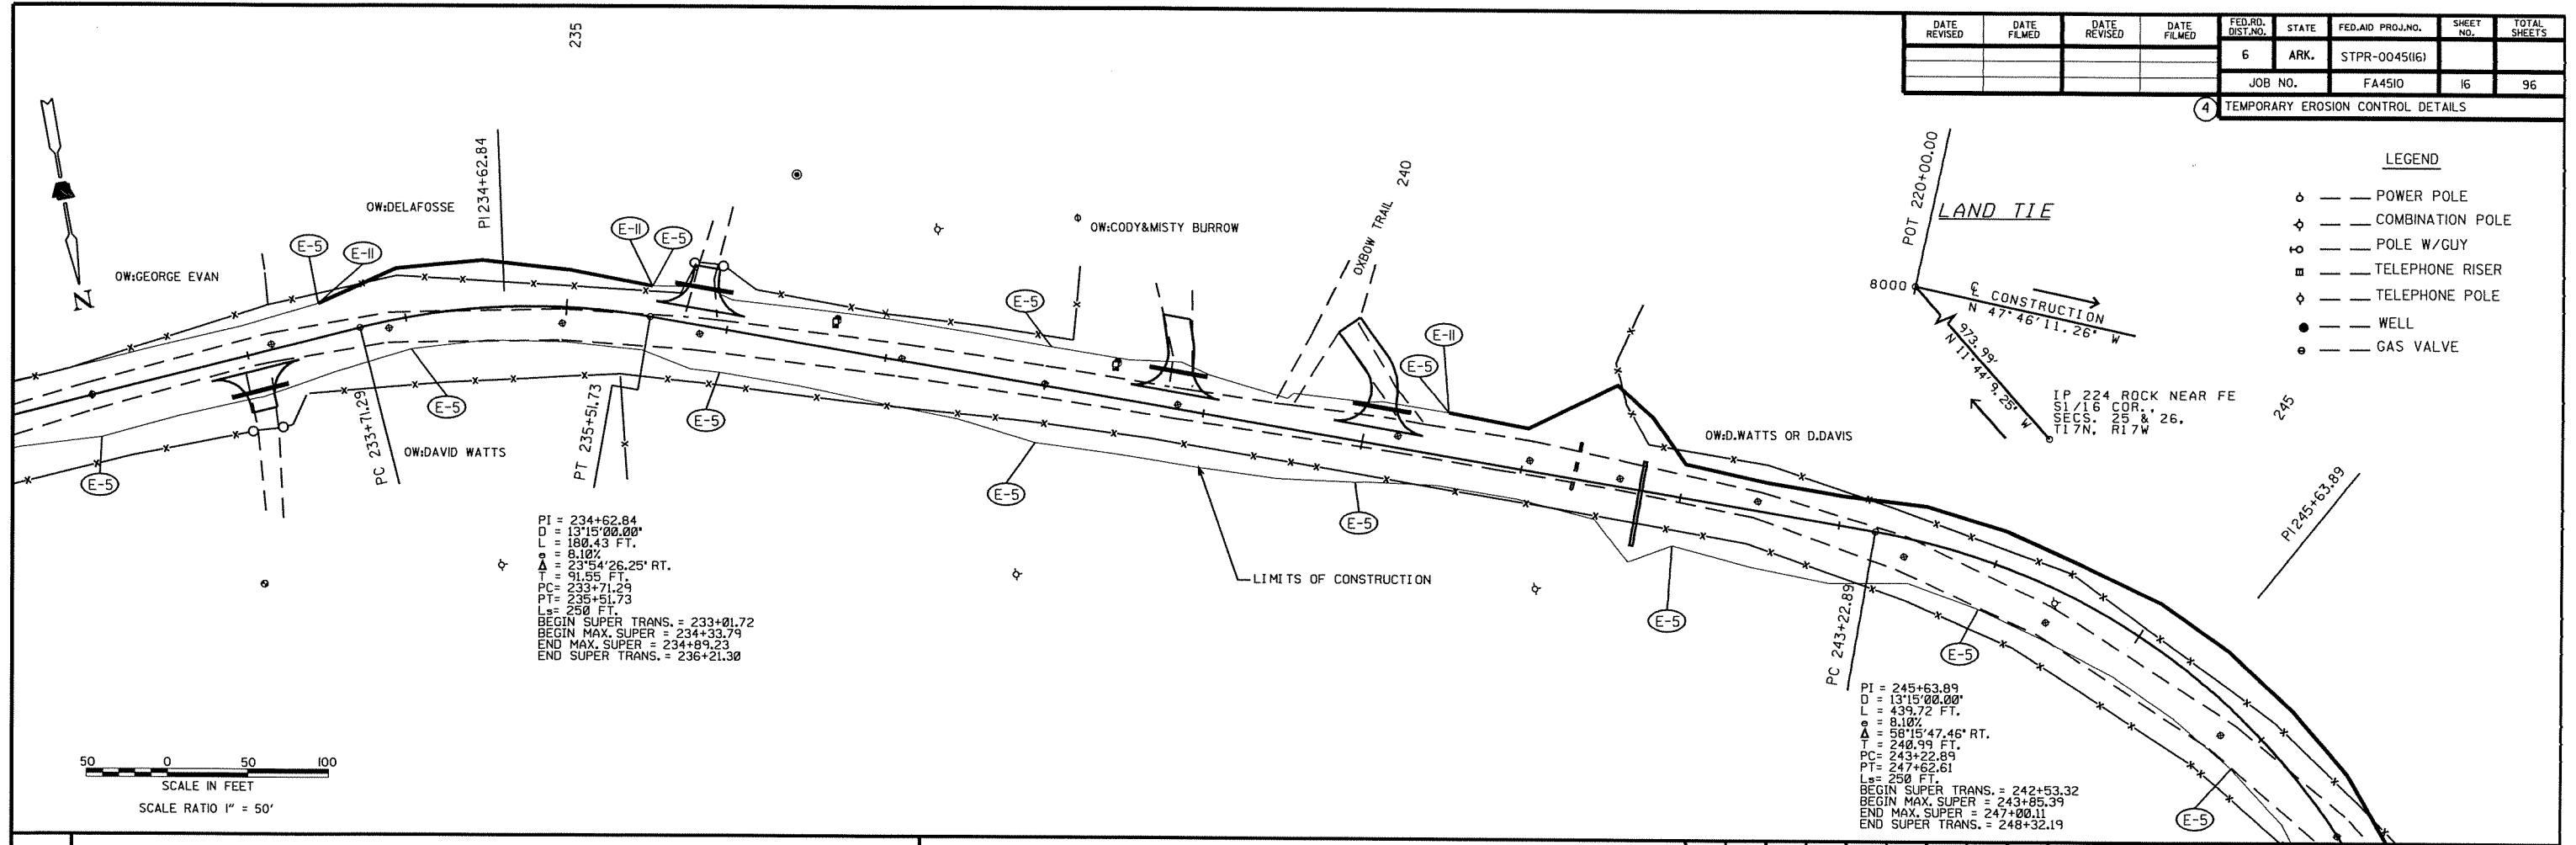 235
DATE REVISED
DATE FILMED
DATE REVISED
DATE FILMED
FED.RD. DIST.NO.
STATE
FED.AID PROJ.NO.
SHEET NO.
TOTAL SHEETS
6
ARK.
STPR-0045(16)
JOB NO.
FA4510
16
96
4
TEMPORARY EROSION CONTROL DETAILS
LEGEND
POWER POLE
COMBINATION POLE
POLE W/GUY
TELEPHONE RISER
TELEPHONE POLE
WELL
GAS VALVE
N
OW:GEORGE EVAN
OW:DELAFOSSE
PI 234+62.84
E-5
E-11
E-11
E-5
OW:CODY&MISTY BURROW
OXBOW TRAIL
240
E-5
E-5
E-11
POT 220+00.00
LAND TIE
8000
℄ CONSTRUCTION
N 47°46'11.26" W
973.99'
N 11°44'9.25" W
IP 224 ROCK NEAR FE
S1/16 COR.,
SECS. 25 & 26,
T17N, R17W
245
PI 245+63.89
OW:D.WATTS OR D.DAVIS
E-5
PC 233+71.29
OW:DAVID WATTS
E-5
PT 235+51.73
E-5
E-5
E-5
LIMITS OF CONSTRUCTION
E-5
PC 243+22.89
E-5
E-5
PI = 234+62.84
D = 13°15'00.00"
L = 180.43 FT.
e = 8.10%
Δ = 23°54'26.25" RT.
T = 91.55 FT.
PC= 233+71.29
PT= 235+51.73
Ls= 250 FT.
BEGIN SUPER TRANS. = 233+01.72
BEGIN MAX. SUPER = 234+33.79
END MAX. SUPER = 234+89.23
END SUPER TRANS. = 236+21.30
PI = 245+63.89
D = 13°15'00.00"
L = 439.72 FT.
e = 8.10%
Δ = 58°15'47.46" RT.
T = 240.99 FT.
PC= 243+22.89
PT= 247+62.61
Ls= 250 FT.
BEGIN SUPER TRANS. = 242+53.32
BEGIN MAX. SUPER = 243+85.39
END MAX. SUPER = 247+00.11
END SUPER TRANS. = 248+32.19
50 0 50 100
SCALE IN FEET
SCALE RATIO 1" = 50'